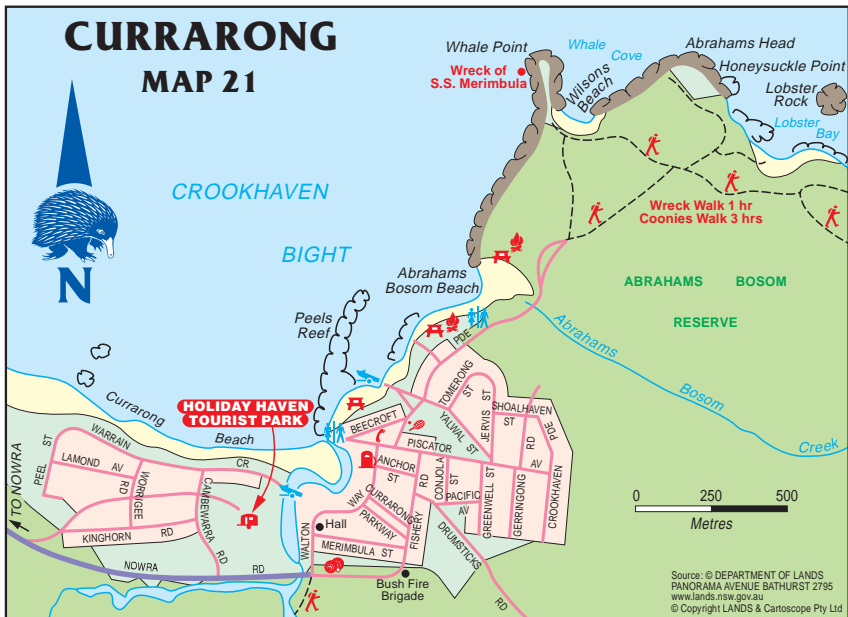 CURRARONG
MAP 21
N
CROOKHAVEN
BIGHT
Whale Point
Wreck of
S.S. Merimbula
Whale
Cove
Wilsons
Beach
Abrahams Head
Honeysuckle Point
Lobster
Rock
Lobster
Bay
Wreck Walk 1 hr
Coonies Walk 3 hrs
ABRAHAMS BOSOM
RESERVE
Abrahams
Bosom
Creek
Abrahams
Bosom Beach
Peels
Reef
Currarong
Beach
HOLIDAY HAVEN
TOURIST PARK
TO NOWRA
PEEL ST
WARRAIN
CR
LAMOND AV
WORRIGEE
RD
CAMBEWARRA
RD
KINGHORN RD
NOWRA RD
WALTON
WAY
Hall
MERIMBULA ST
Bush Fire
Brigade
CURRARONG
PARKWAY
ANCHOR
ST
BEECROFT
PDE
TOMERONG
ST
YALWAL ST
JERVIS ST
SHOALHAVEN
ST
PISCATOR
AV
FISHERY
RD
CONJOLA
ST
PACIFIC
AV
GREENWELL ST
GERRINGONG
RD
CROOKHAVEN
PDE
DRUMSTICKS
RD
0 250 500
Metres
Source: © DEPARTMENT OF LANDS
PANORAMA AVENUE BATHURST 2795
www.lands.nsw.gov.au
© Copyright LANDS & Cartoscope Pty Ltd